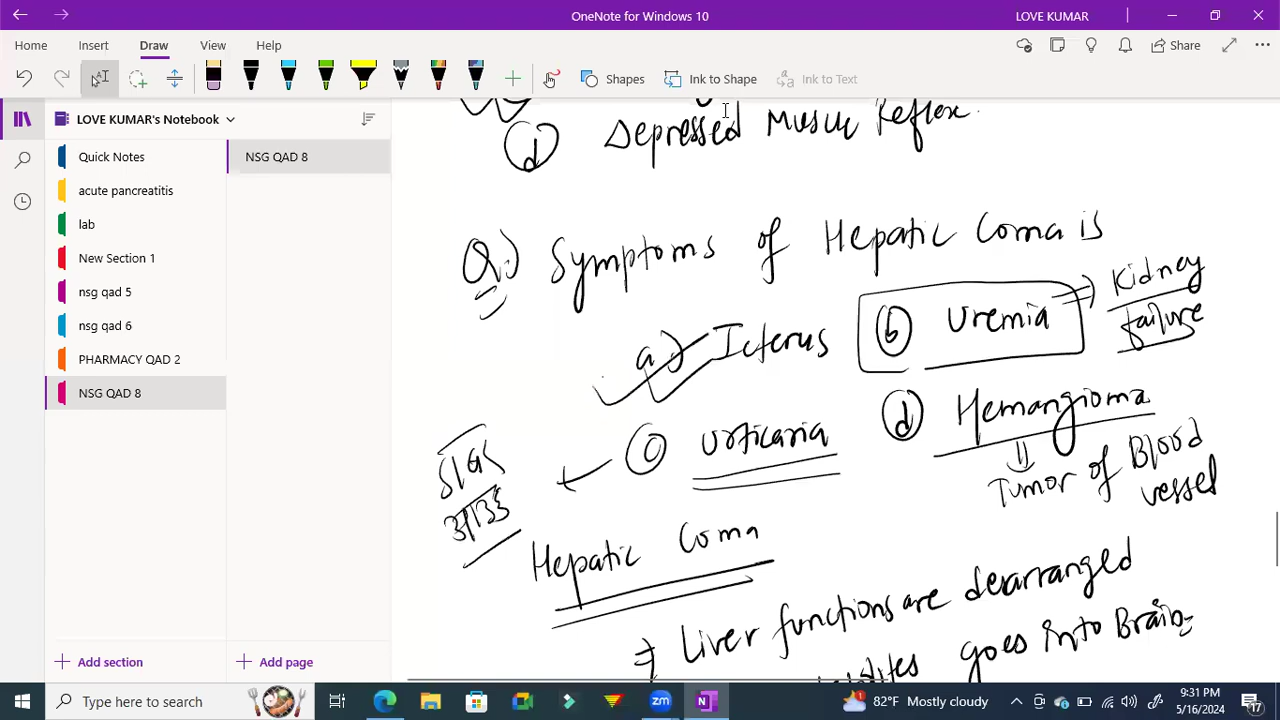 OneNote for Windows 10
LOVE KUMAR
Home Insert Draw View Help
Share
Shapes
Ink to Shape
Ink to Text
LOVE KUMAR's Notebook
Quick Notes
acute pancreatitis
lab
New Section 1
nsg qad 5
nsg qad 6
PHARMACY QAD 2
NSG QAD 8
Add section
NSG QAD 8
Add page
d Depressed Muscle Reflex.
Q.) Symptoms of Hepatic Coma is
a) Icterus
b Uremia ⇒ Kidney
failure
C Urticaria
d Hemangioma
Tumor of Blood
vessel
Hepatic Coma
Liver functions are dearranged
goes into Brain
Type here to search
82°F Mostly cloudy
9:31 PM
5/16/2024
17